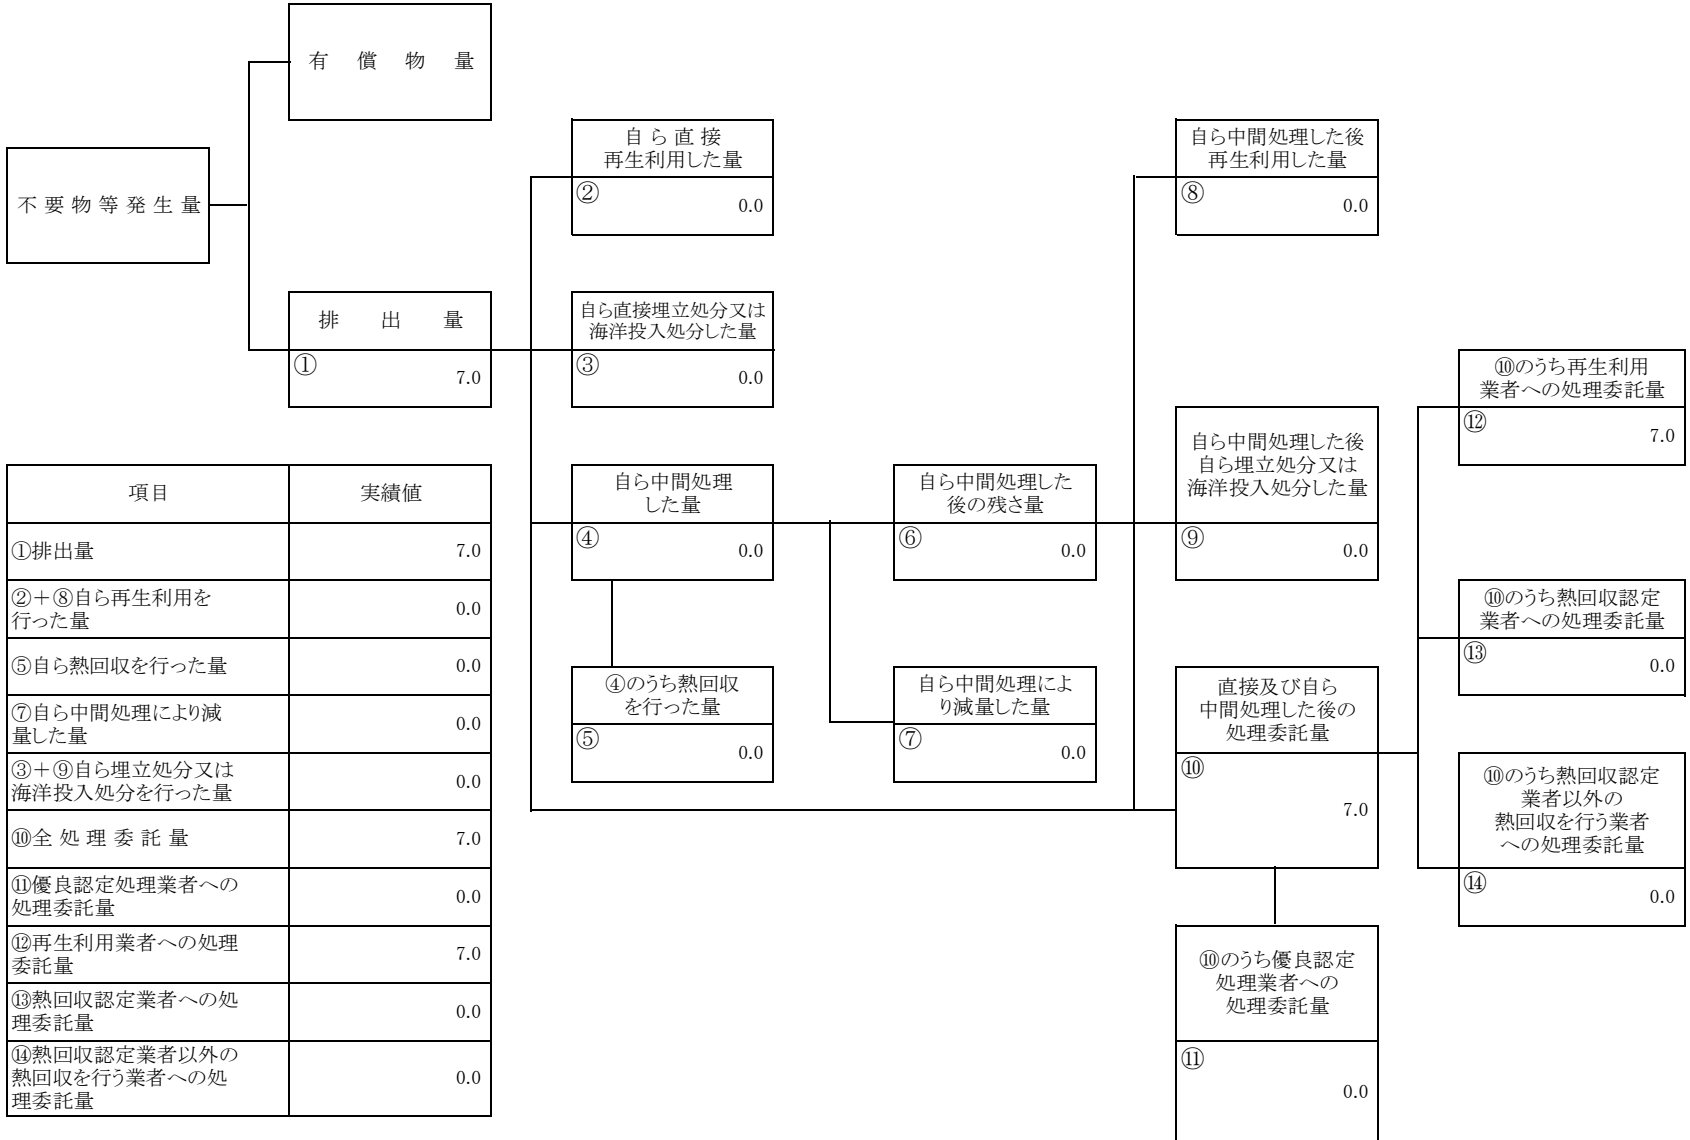 有償物量
不要物等発生量
排出量
①
7.0
自ら直接
再生利用した量
②
0.0
自ら直接埋立処分又は
海洋投入処分した量
③
0.0
自ら中間処理
した量
④
0.0
④のうち熱回収
を行った量
⑤
0.0
自ら中間処理した
後の残さ量
⑥
0.0
自ら中間処理によ
り減量した量
⑦
0.0
自ら中間処理した後
再生利用した量
⑧
0.0
自ら中間処理した後
自ら埋立処分又は
海洋投入処分した量
⑨
0.0
直接及び自ら
中間処理した後の
処理委託量
⑩
7.0
⑩のうち優良認定
処理業者への
処理委託量
⑪
0.0
⑩のうち再生利用
業者への処理委託量
⑫
7.0
⑩のうち熱回収認定
業者への処理委託量
⑬
0.0
⑩のうち熱回収認定
業者以外の
熱回収を行う業者
への処理委託量
⑭
0.0
項目 実績値
①排出量 7.0
②＋⑧自ら再生利用を
行った量 0.0
⑤自ら熱回収を行った量 0.0
⑦自ら中間処理により減
量した量 0.0
③＋⑨自ら埋立処分又は
海洋投入処分を行った量 0.0
⑩全処理委託量 7.0
⑪優良認定処理業者への
処理委託量 0.0
⑫再生利用業者への処理
委託量 7.0
⑬熱回収認定業者への処
理委託量 0.0
⑭熱回収認定業者以外の
熱回収を行う業者への処
理委託量 0.0